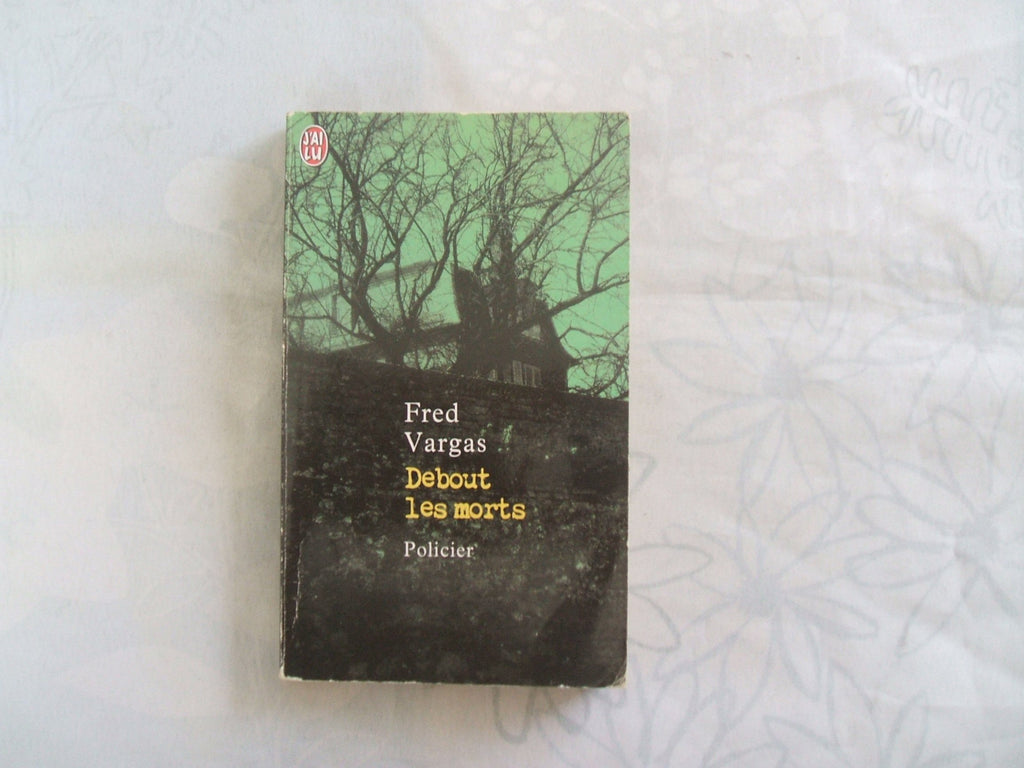 J'AI
LU
Fred
Vargas
Debout
les morts
Policier